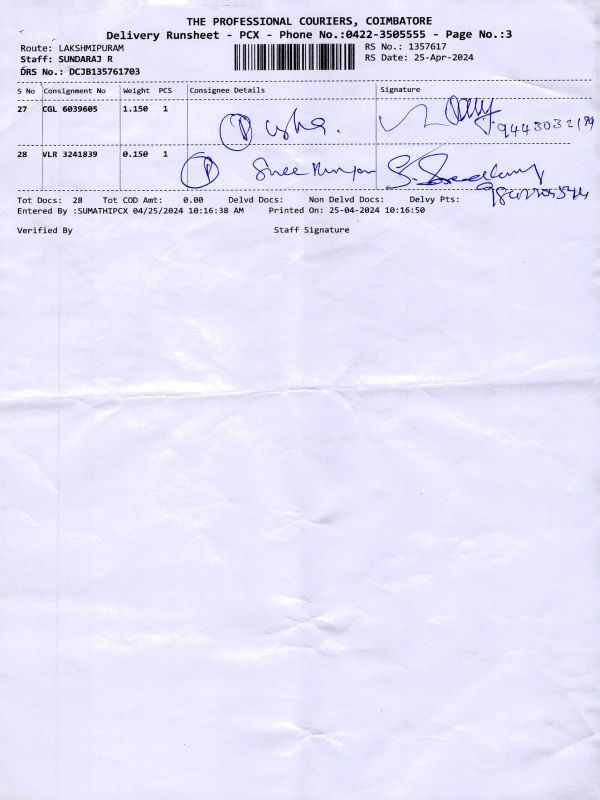 THE PROFESSIONAL COURIERS, COIMBATORE
Delivery Runsheet - PCX - Phone No.:0422-3505555 - Page No.:3
Route: LAKSHMIPURAM RS No.: 1357617
Staff: SUNDARAJ R RS Date: 25-Apr-2024
DRS No.: DCJB135761703
S No Consignment No Weight PCS Consignee Details Signature
27 CGL 6039605 1.150 1 Usha.
28 VLR 3241839 0.150 1 Sree
Tot Docs: 28 Tot COD Amt: 0.00 Delvd Docs: Non Delvd Docs: Delvy Pts:
Entered By :SUMATHIPCX 04/25/2024 10:16:38 AM Printed On: 25-04-2024 10:16:50
Verified By Staff Signature